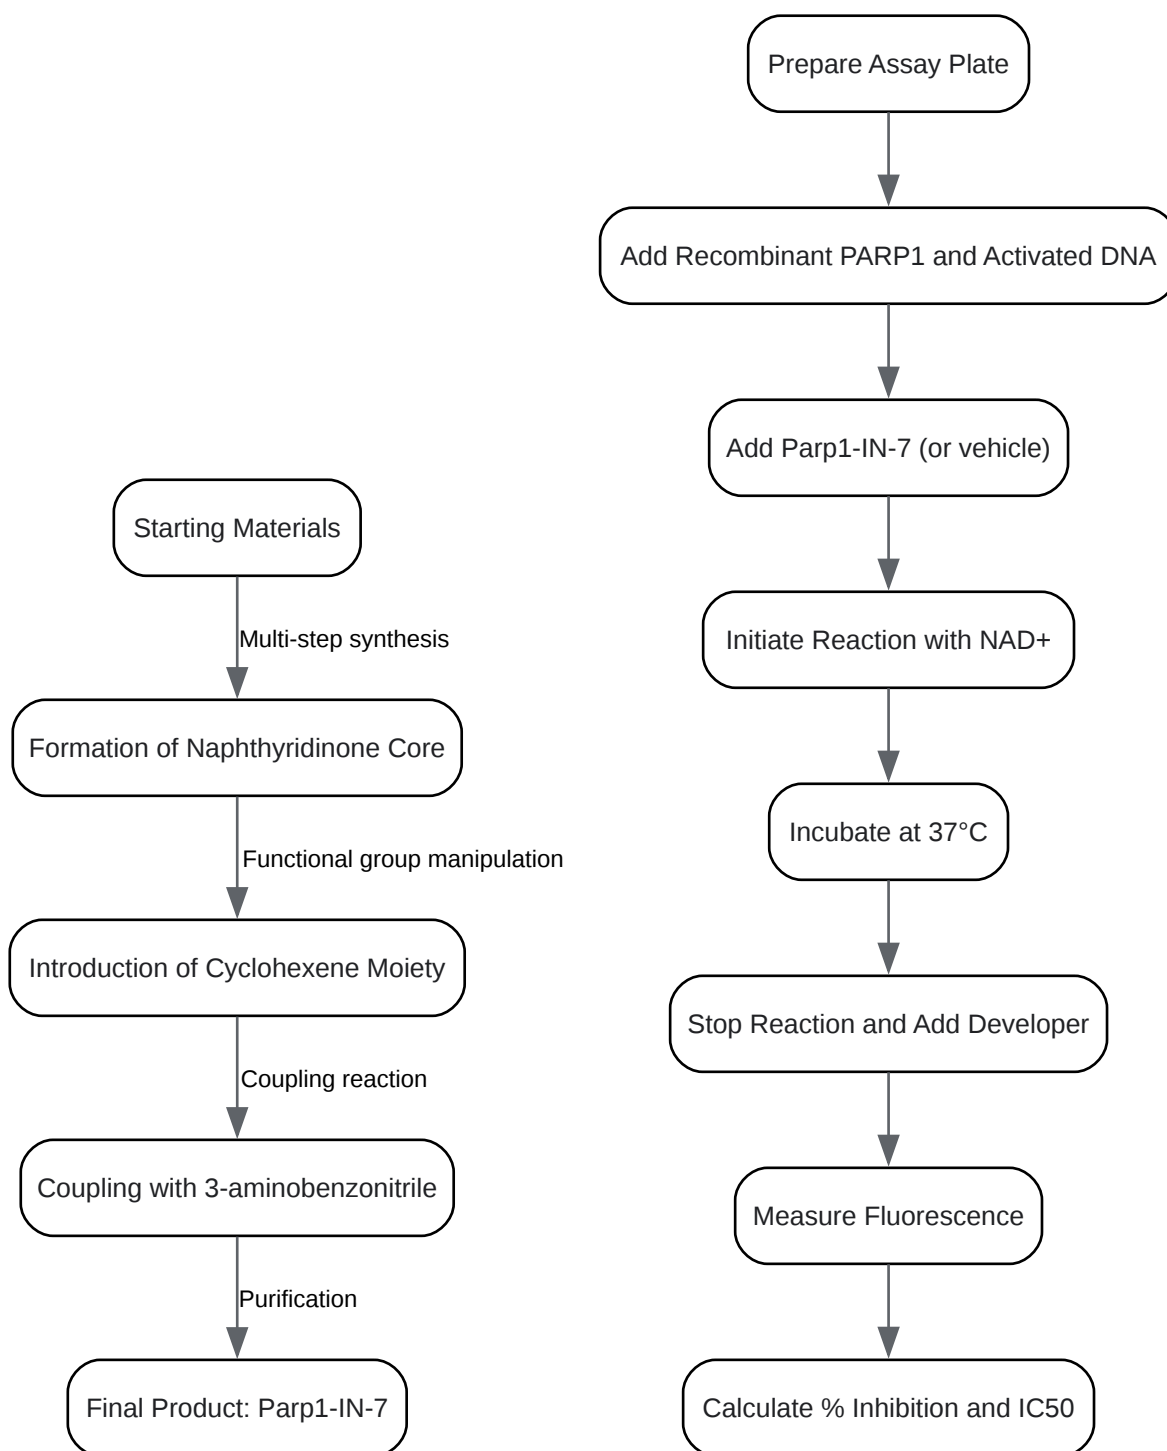 Starting Materials
Multi-step synthesis
Formation of Naphthyridinone Core
Functional group manipulation
Introduction of Cyclohexene Moiety
Coupling reaction
Coupling with 3-aminobenzonitrile
Purification
Final Product: Parp1-IN-7
Prepare Assay Plate
Add Recombinant PARP1 and Activated DNA
Add Parp1-IN-7 (or vehicle)
Initiate Reaction with NAD+
Incubate at 37°C
Stop Reaction and Add Developer
Measure Fluorescence
Calculate % Inhibition and IC50